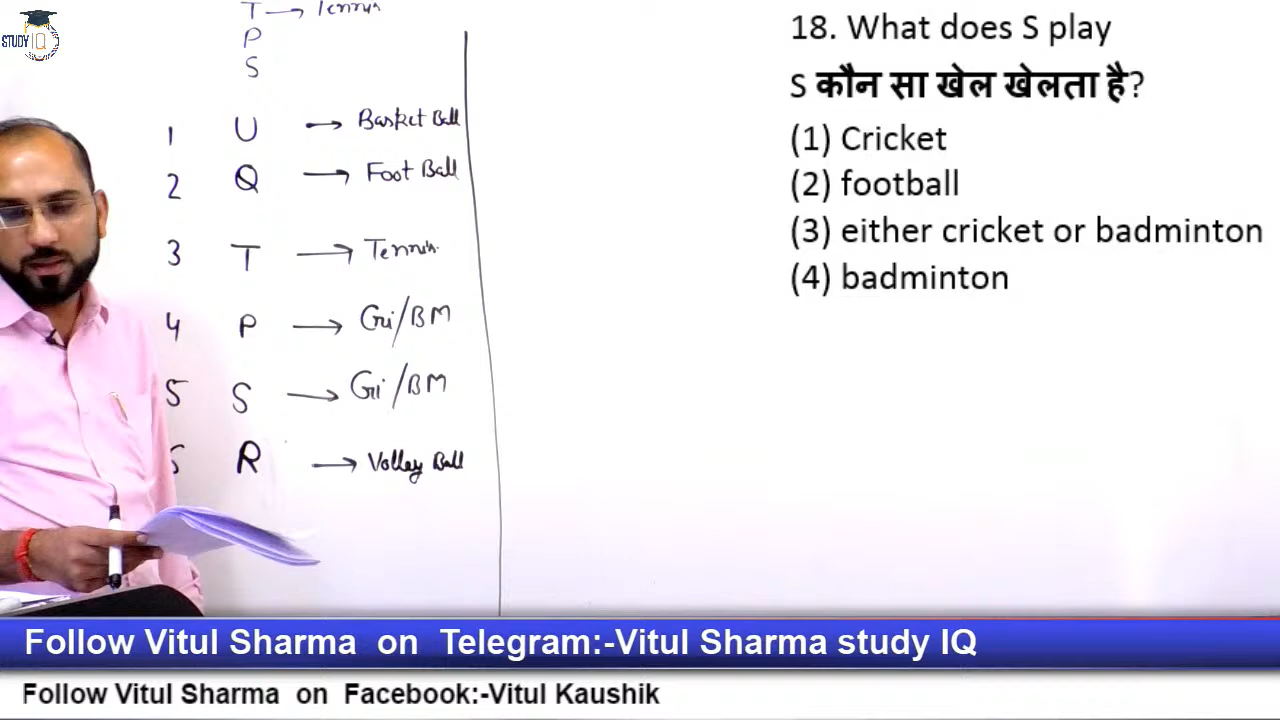 STUDY IQ
T → Tennis
P
S
1 U → Basket Ball
2 Q → Foot Ball
3 T → Tennis
4 P → Cri/BM
5 S → Cri/BM
R → Volley Ball
18. What does S play
S कौन सा खेल खेलता है?
(1) Cricket
(2) football
(3) either cricket or badminton
(4) badminton
Follow Vitul Sharma on Telegram:-Vitul Sharma study IQ
Follow Vitul Sharma on Facebook:-Vitul Kaushik